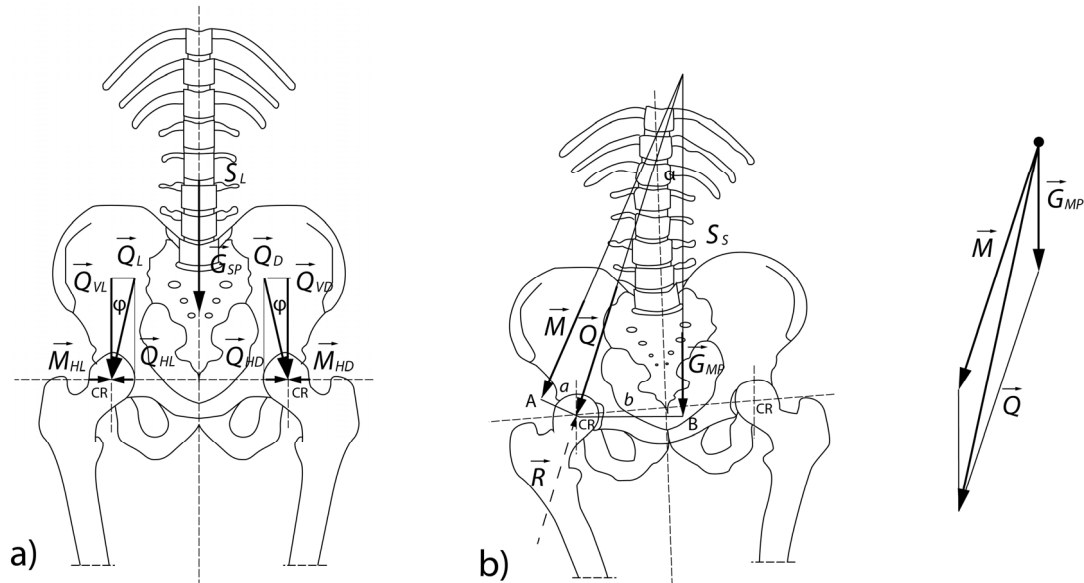 S_L
Q_L
Q_D
G_SP
Q_VL
Q_VD
φ
φ
M_HL
Q_HL
Q_HD
M_HD
CR
CR
a)
α
S_S
M
Q
G_MP
a
A
b
CR
B
CR
R
b)
G_MP
M
Q